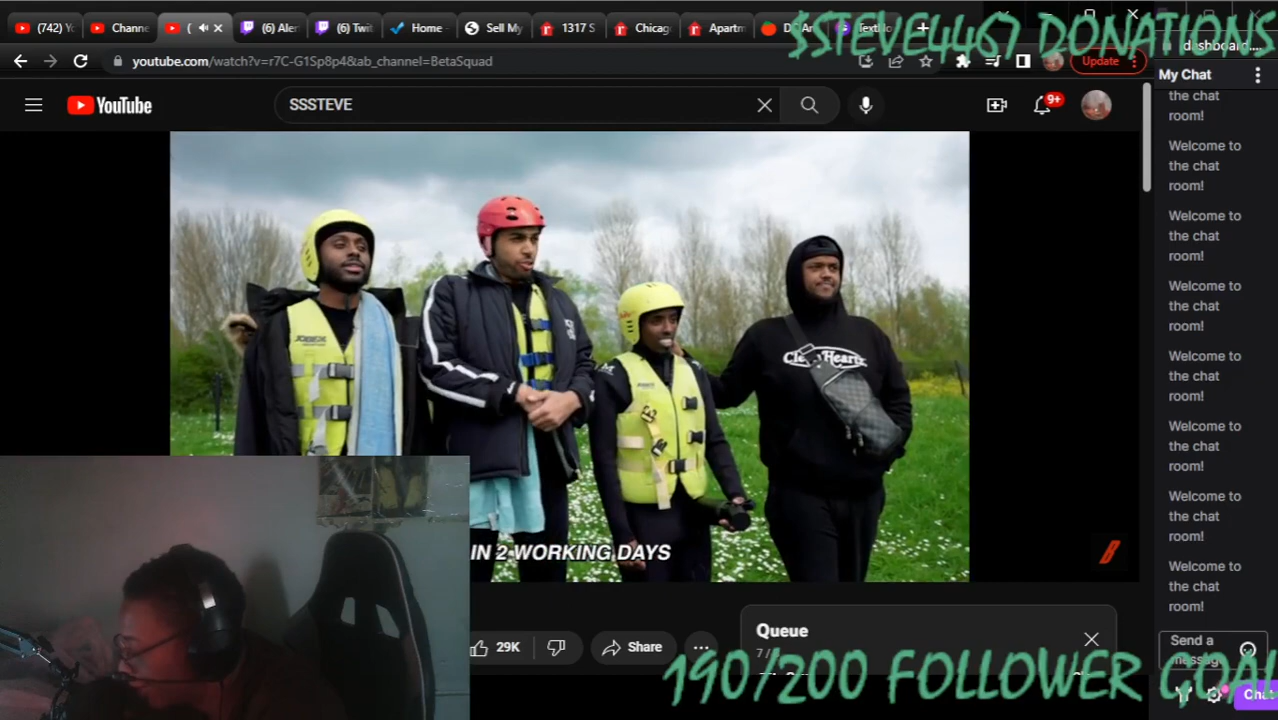 (742) Y
Channe
(
(6) Aler
(6) Twit
Home
Sell My
1317 S
Chicag
Apartm
$STEVE4467 DONATIONS
youtube.com/watch?v=r7C-G1Sp8p4&ab_channel=BetaSquad
Update
dashboard....
YouTube
SSSTEVE
9+
My Chat
the chat
room!
Welcome to
the chat
room!
Welcome to
the chat
room!
Welcome to
the chat
room!
Welcome to
the chat
room!
Welcome to
the chat
room!
Welcome to
the chat
room!
Welcome to
the chat
room!
IN 2 WORKING DAYS
29K
Share
Queue
Send a
message
Chat
190/200 FOLLOWER GOAL